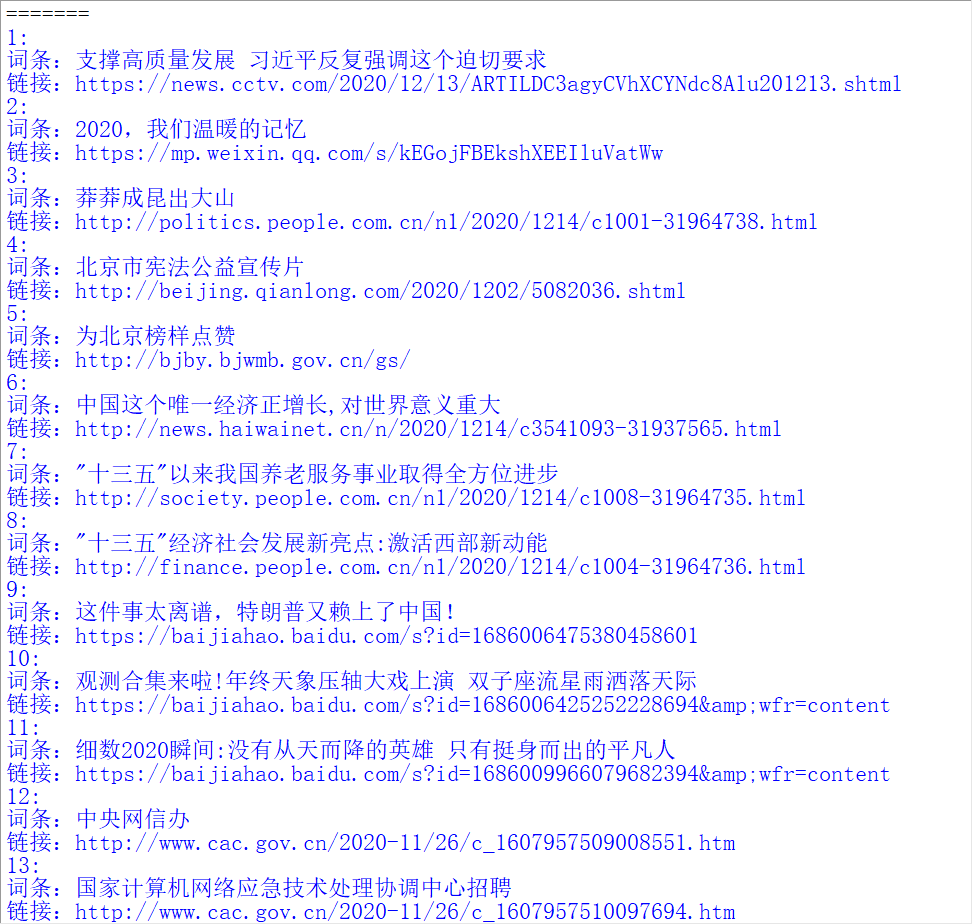 =======
1:
词条：支撑高质量发展 习近平反复强调这个迫切要求
链接：https://news.cctv.com/2020/12/13/ARTILDC3agyCVhXCYNdc8Alu201213.shtml
2:
词条：2020，我们温暖的记忆
链接：https://mp.weixin.qq.com/s/kEGojFBEkshXEEIluVatWw
3:
词条：莽莽成昆出大山
链接：http://politics.people.com.cn/n1/2020/1214/c1001-31964738.html
4:
词条：北京市宪法公益宣传片
链接：http://beijing.qianlong.com/2020/1202/5082036.shtml
5:
词条：为北京榜样点赞
链接：http://bjby.bjwmb.gov.cn/gs/
6:
词条：中国这个唯一经济正增长,对世界意义重大
链接：http://news.haiwainet.cn/n/2020/1214/c3541093-31937565.html
7:
词条："十三五"以来我国养老服务事业取得全方位进步
链接：http://society.people.com.cn/n1/2020/1214/c1008-31964735.html
8:
词条："十三五"经济社会发展新亮点:激活西部新动能
链接：http://finance.people.com.cn/n1/2020/1214/c1004-31964736.html
9:
词条：这件事太离谱，特朗普又赖上了中国！
链接：https://baijiahao.baidu.com/s?id=1686006475380458601
10:
词条：观测合集来啦!年终天象压轴大戏上演 双子座流星雨洒落天际
链接：https://baijiahao.baidu.com/s?id=1686006425252228694&amp;wfr=content
11:
词条：细数2020瞬间:没有从天而降的英雄 只有挺身而出的平凡人
链接：https://baijiahao.baidu.com/s?id=1686009966079682394&amp;wfr=content
12:
词条：中央网信办
链接：http://www.cac.gov.cn/2020-11/26/c_1607957509008551.htm
13:
词条：国家计算机网络应急技术处理协调中心招聘
链接：http://www.cac.gov.cn/2020-11/26/c_1607957510097694.htm